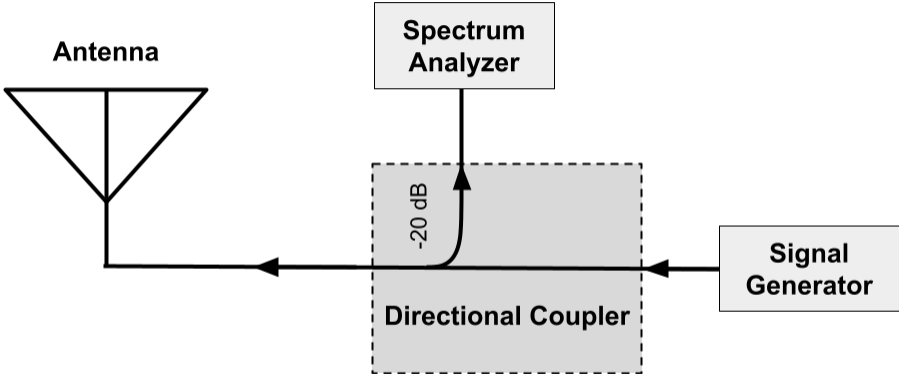 Antenna
Spectrum
Analyzer
-20 dB
Signal
Generator
Directional Coupler